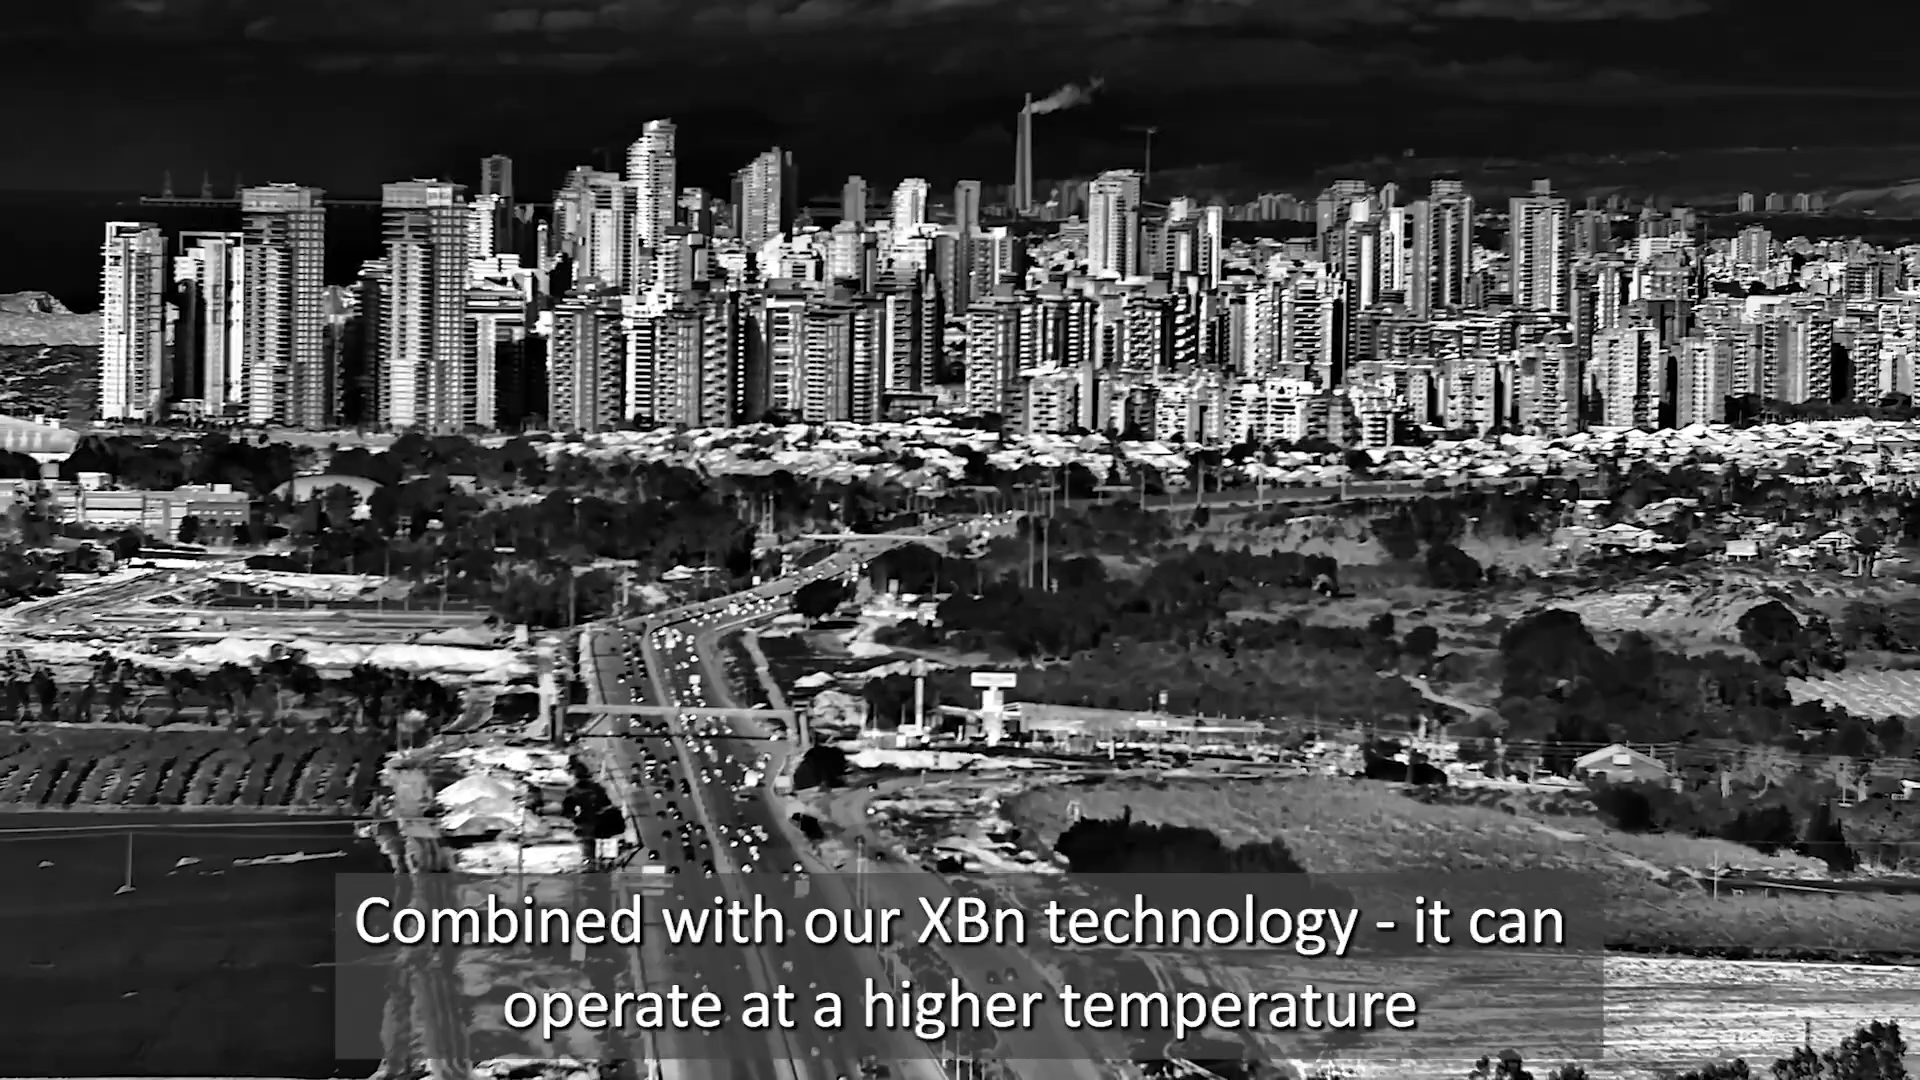 Combined with our XBn technology - it can
operate at a higher temperature